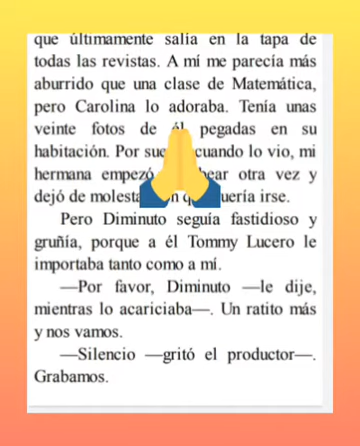 que últimamente salía en la tapa de
todas las revistas. A mí me parecía más
aburrido que una clase de Matemática,
pero Carolina lo adoraba. Tenía unas
veinte fotos de él pegadas en su
habitación. Por cuando lo vio, mi
hermana empezó otra vez y
dejó de quería irse.
Pero Diminuto seguía fastidioso y
gruñía, porque a él Tommy Lucero le
importaba tanto como a mí.
—Por favor, Diminuto —le dije,
mientras lo acariciaba—. Un ratito más
y nos vamos.
—Silencio —gritó el productor—.
Grabamos.